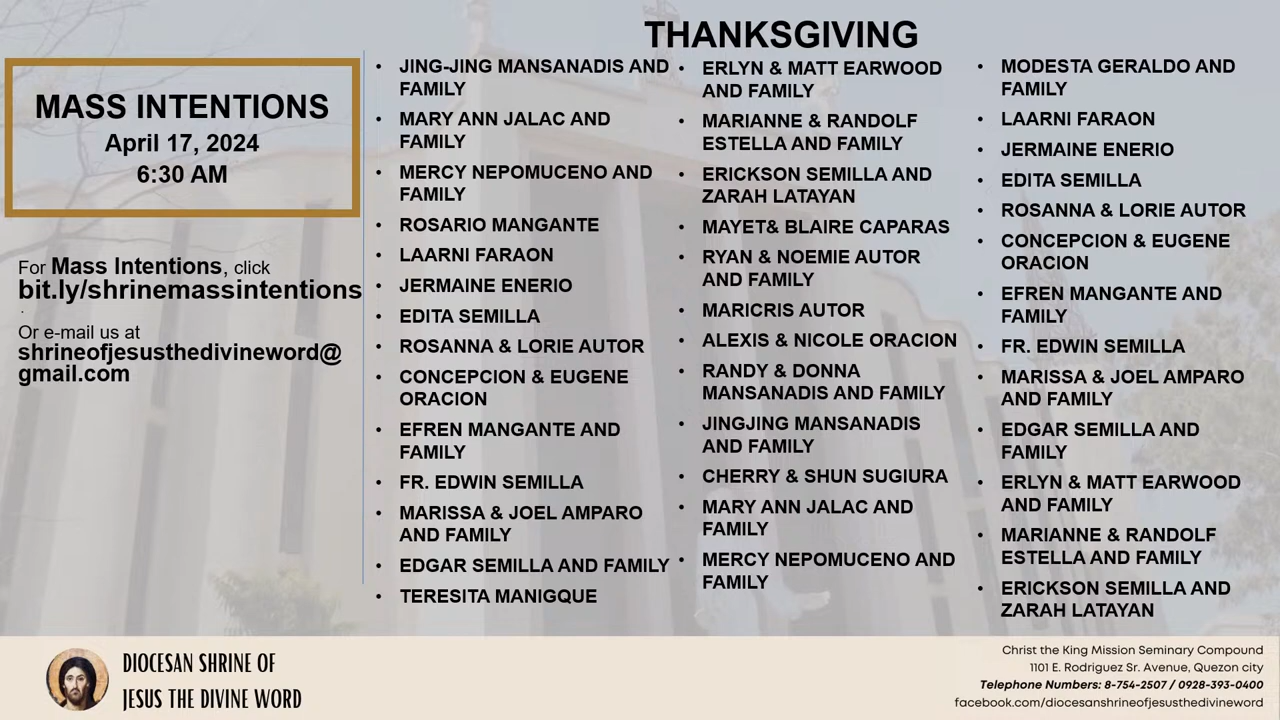 THANKSGIVING
MASS INTENTIONS
April 17, 2024
6:30 AM
For Mass Intentions, click
bit.ly/shrinemassintentions
.
Or e-mail us at
shrineofjesusthedivineword@
gmail.com
• JING-JING MANSANADIS AND
FAMILY
• MARY ANN JALAC AND
FAMILY
• MERCY NEPOMUCENO AND
FAMILY
• ROSARIO MANGANTE
• LAARNI FARAON
• JERMAINE ENERIO
• EDITA SEMILLA
• ROSANNA & LORIE AUTOR
• CONCEPCION & EUGENE
ORACION
• EFREN MANGANTE AND
FAMILY
• FR. EDWIN SEMILLA
• MARISSA & JOEL AMPARO
AND FAMILY
• EDGAR SEMILLA AND FAMILY
• TERESITA MANIGQUE
• ERLYN & MATT EARWOOD
AND FAMILY
• MARIANNE & RANDOLF
ESTELLA AND FAMILY
• ERICKSON SEMILLA AND
ZARAH LATAYAN
• MAYET& BLAIRE CAPARAS
• RYAN & NOEMIE AUTOR
AND FAMILY
• MARICRIS AUTOR
• ALEXIS & NICOLE ORACION
• RANDY & DONNA
MANSANADIS AND FAMILY
• JINGJING MANSANADIS
AND FAMILY
• CHERRY & SHUN SUGIURA
• MARY ANN JALAC AND
FAMILY
• MERCY NEPOMUCENO AND
FAMILY
• MODESTA GERALDO AND
FAMILY
• LAARNI FARAON
• JERMAINE ENERIO
• EDITA SEMILLA
• ROSANNA & LORIE AUTOR
• CONCEPCION & EUGENE
ORACION
• EFREN MANGANTE AND
FAMILY
• FR. EDWIN SEMILLA
• MARISSA & JOEL AMPARO
AND FAMILY
• EDGAR SEMILLA AND
FAMILY
• ERLYN & MATT EARWOOD
AND FAMILY
• MARIANNE & RANDOLF
ESTELLA AND FAMILY
• ERICKSON SEMILLA AND
ZARAH LATAYAN
DIOCESAN SHRINE OF
JESUS THE DIVINE WORD
Christ the King Mission Seminary Compound
1101 E. Rodriguez Sr. Avenue, Quezon city
Telephone Numbers: 8-754-2507 / 0928-393-0400
facebook.com/diocesanshrineofjesusthedivineword